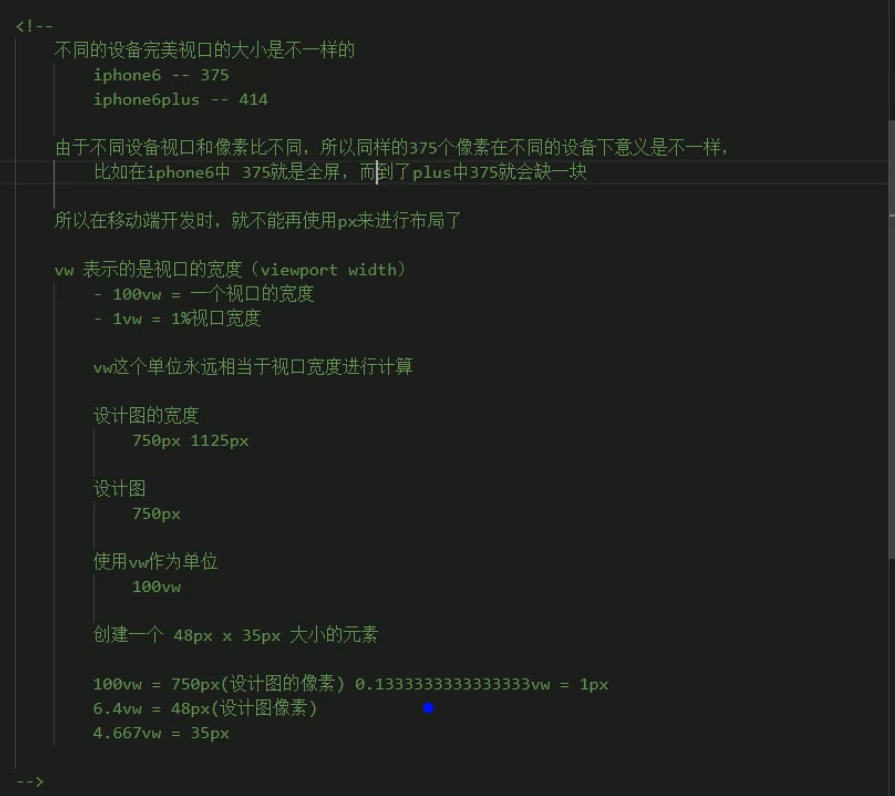 <!--
不同的设备完美视口的大小是不一样的
iphone6 -- 375
iphone6plus -- 414
由于不同设备视口和像素比不同，所以同样的375个像素在不同的设备下意义是不一样，
比如在iphone6中 375就是全屏，而到了plus中375就会缺一块
所以在移动端开发时，就不能再使用px来进行布局了
vw 表示的是视口的宽度（viewport width）
- 100vw = 一个视口的宽度
- 1vw = 1%视口宽度
vw这个单位永远相当于视口宽度进行计算
设计图的宽度
750px 1125px
设计图
750px
使用vw作为单位
100vw
创建一个 48px x 35px 大小的元素
100vw = 750px(设计图的像素) 0.1333333333333333vw = 1px
6.4vw = 48px(设计图像素)
4.667vw = 35px
-->